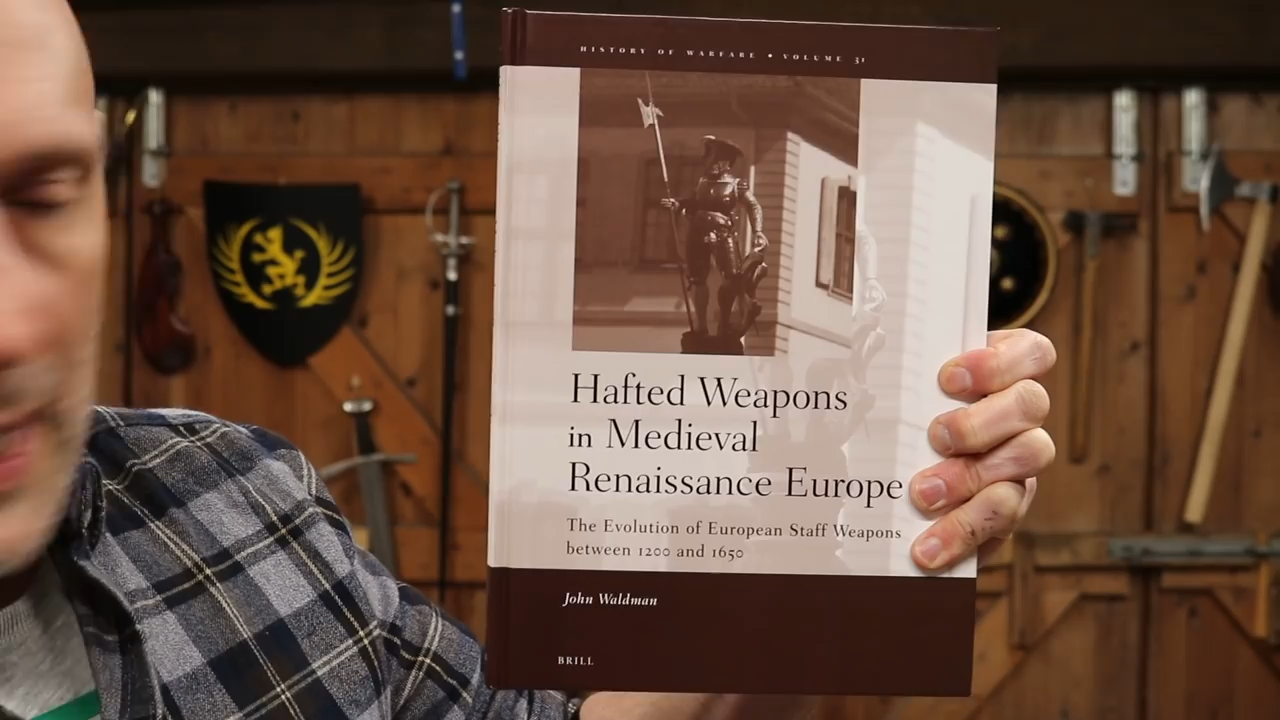 HISTORY OF WARFARE • VOLUME 31
Hafted Weapons
in Medieval
Renaissance Europe
The Evolution of European Staff Weapons
between 1200 and 1650
John Waldman
BRILL